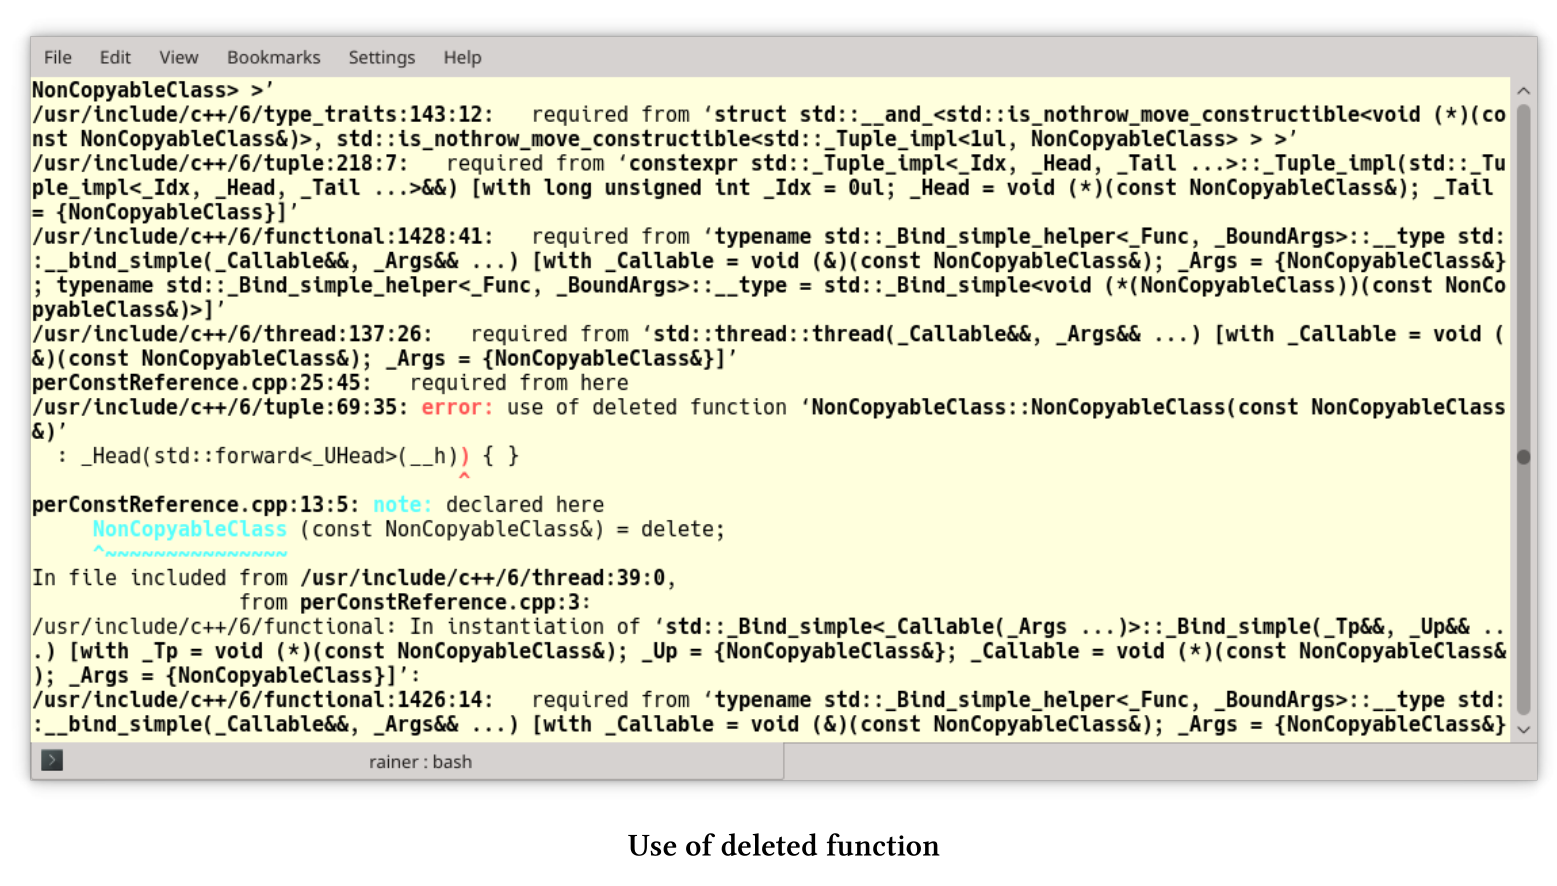 File Edit View Bookmarks Settings Help
NonCopyableClass> >’
/usr/include/c++/6/type_traits:143:12:   required from ‘struct std::__and_<std::is_nothrow_move_constructible<void (*)(co
nst NonCopyableClass&)>, std::is_nothrow_move_constructible<std::_Tuple_impl<1ul, NonCopyableClass> > >’
/usr/include/c++/6/tuple:218:7:   required from ‘constexpr std::_Tuple_impl<_Idx, _Head, _Tail ...>::_Tuple_impl(std::_Tu
ple_impl<_Idx, _Head, _Tail ...>&&) [with long unsigned int _Idx = 0ul; _Head = void (*)(const NonCopyableClass&); _Tail
= {NonCopyableClass}]’
/usr/include/c++/6/functional:1428:41:   required from ‘typename std::_Bind_simple_helper<_Func, _BoundArgs>::__type std:
:__bind_simple(_Callable&&, _Args&& ...) [with _Callable = void (&)(const NonCopyableClass&); _Args = {NonCopyableClass&}
; typename std::_Bind_simple_helper<_Func, _BoundArgs>::__type = std::_Bind_simple<void (*(NonCopyableClass))(const NonCo
pyableClass&)>]’
/usr/include/c++/6/thread:137:26:   required from ‘std::thread::thread(_Callable&&, _Args&& ...) [with _Callable = void (
&)(const NonCopyableClass&); _Args = {NonCopyableClass&}]’
perConstReference.cpp:25:45:   required from here
/usr/include/c++/6/tuple:69:35: error: use of deleted function ‘NonCopyableClass::NonCopyableClass(const NonCopyableClass
&)’
  : _Head(std::forward<_UHead>(__h)) { }
                                   ^
perConstReference.cpp:13:5: note: declared here
     NonCopyableClass (const NonCopyableClass&) = delete;
     ^~~~~~~~~~~~~~~~
In file included from /usr/include/c++/6/thread:39:0,
                 from perConstReference.cpp:3:
/usr/include/c++/6/functional: In instantiation of ‘std::_Bind_simple<_Callable(_Args ...)>::_Bind_simple(_Tp&&, _Up&& ..
.) [with _Tp = void (*)(const NonCopyableClass&); _Up = {NonCopyableClass&}; _Callable = void (*)(const NonCopyableClass&
); _Args = {NonCopyableClass}]’:
/usr/include/c++/6/functional:1426:14:   required from ‘typename std::_Bind_simple_helper<_Func, _BoundArgs>::__type std:
:__bind_simple(_Callable&&, _Args&& ...) [with _Callable = void (&)(const NonCopyableClass&); _Args = {NonCopyableClass&}
rainer : bash
Use of deleted function